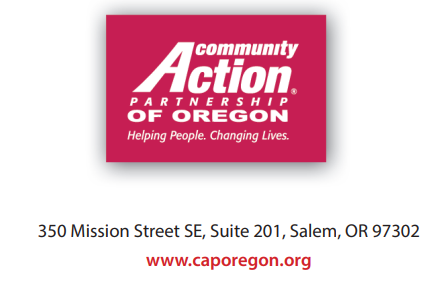 community
Action®
PARTNERSHIP
OF OREGON
Helping People. Changing Lives.
350 Mission Street SE, Suite 201, Salem, OR 97302
www.caporegon.org